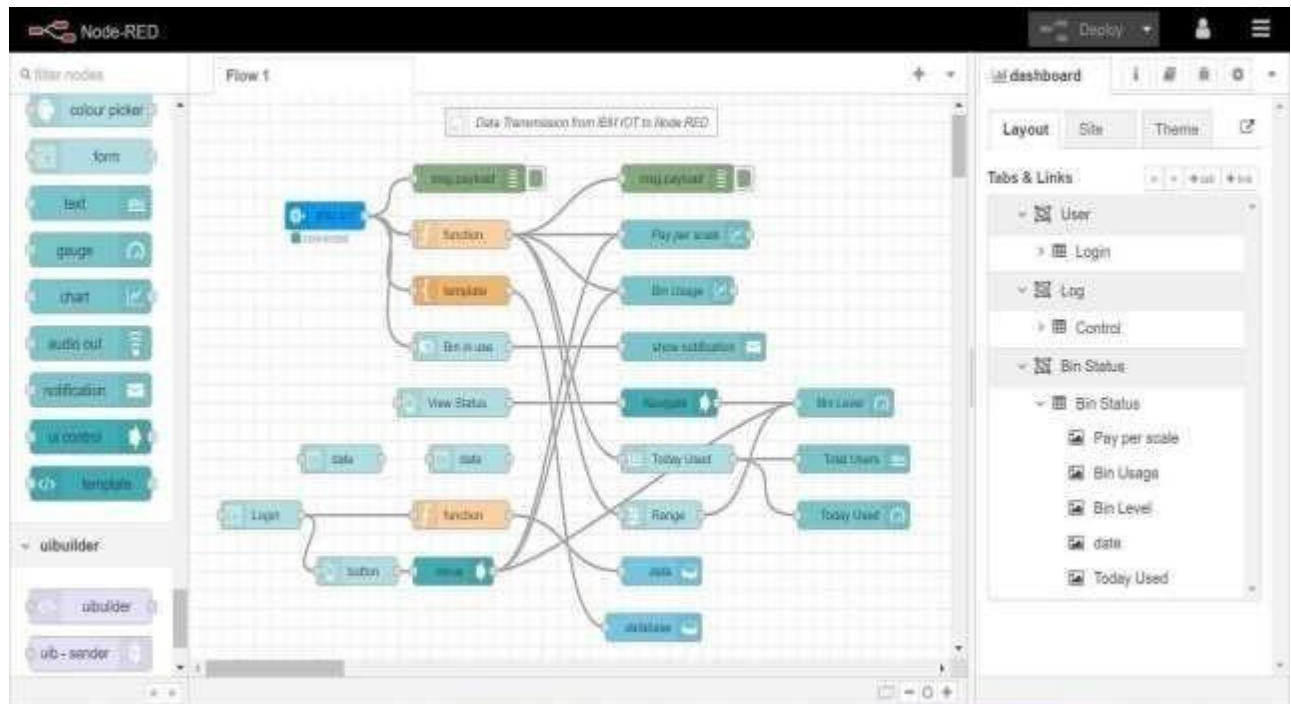 Node-RED
Deploy
filter nodes
Flow 1
dashboard
colour picker
form
text
gauge
chart
audio out
notification
ui control
template
uibuilder
uibuilder
uib - sender
Data Transmission from IBM IOT to Node RED
msg.payload
msg.payload
connected
function
Pay per scale
template
Bin Usage
Bin in use
show notification
View Status
Navigate
Bin Level
date
date
Today Used
Total Users
Login
function
Range
Today Used
button
data
database
Layout
Site
Theme
Tabs & Links
tab
link
User
Login
Log
Control
Bin Status
Bin Status
Pay per scale
Bin Usage
Bin Level
date
Today Used